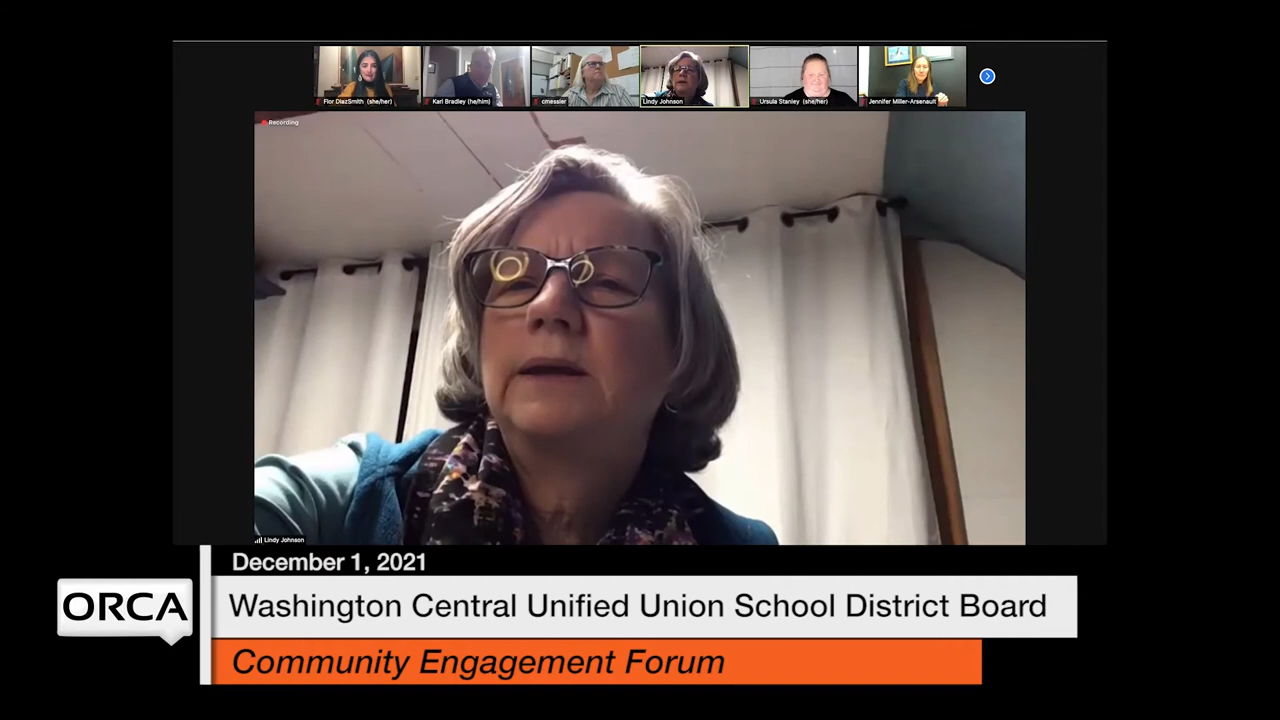 Flor DiazSmith (she/her)
Karl Bradley (he/him)
cmessier
Lindy Johnson
Ursula Stanley (she/her)
Jennifer Miller-Arsenault
Recording
Lindy Johnson
December 1, 2021
ORCA
Washington Central Unified Union School District Board
Community Engagement Forum